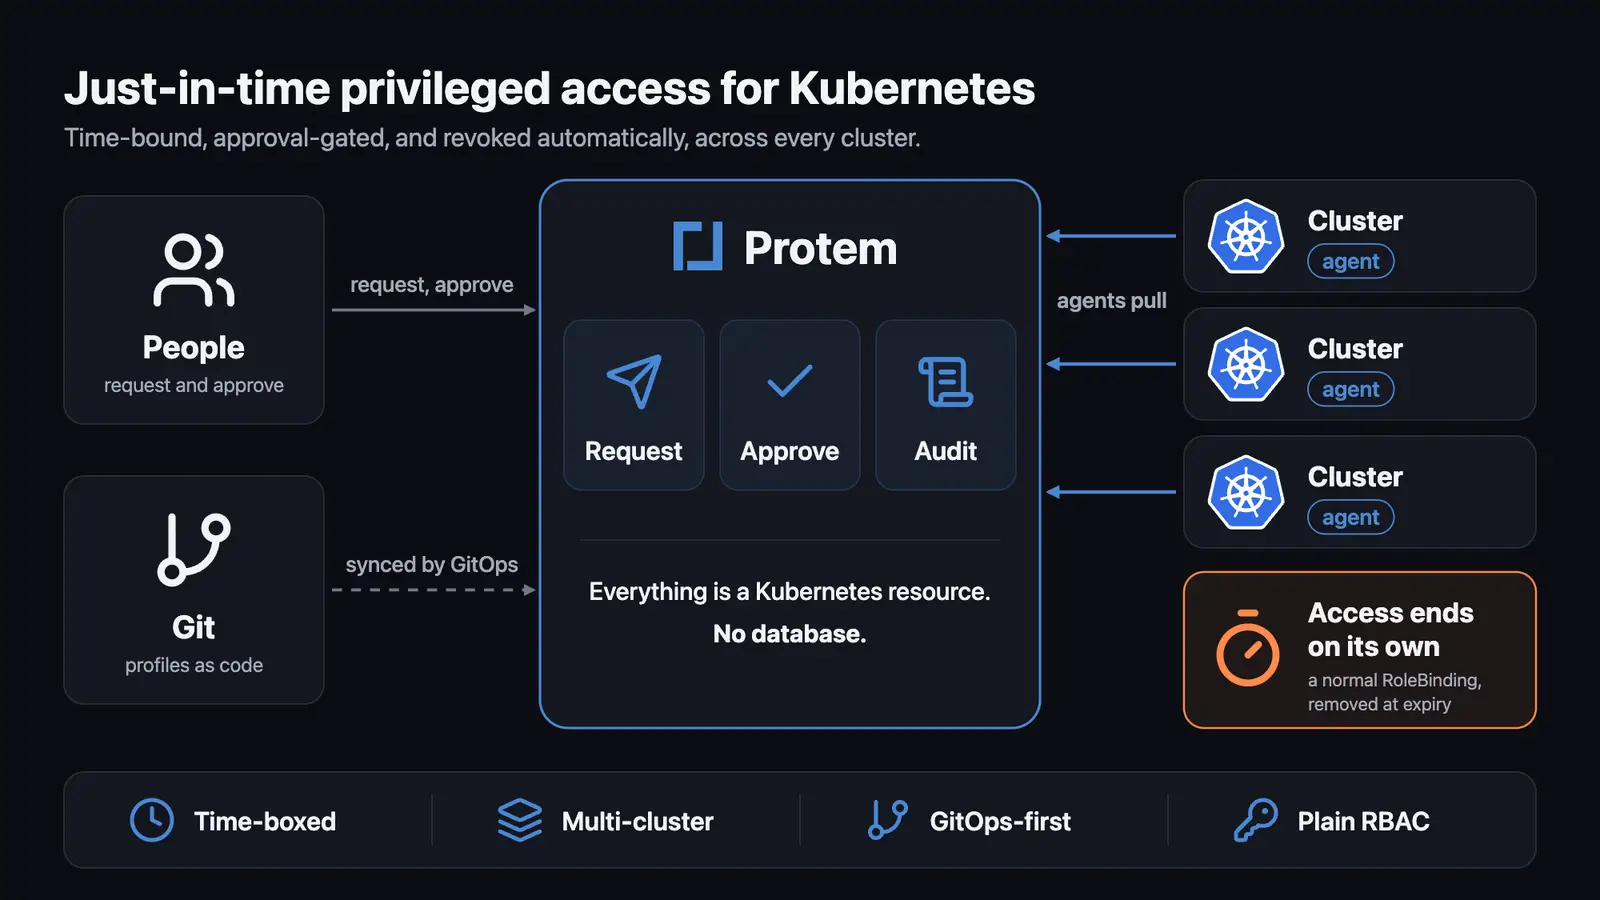 Just-in-time privileged access for Kubernetes
Time-bound, approval-gated, and revoked automatically, across every cluster.
People
request and approve
request, approve
Git
profiles as code
synced by GitOps
Protem
Request
Approve
Audit
Everything is a Kubernetes resource.
No database.
agents pull
Cluster
agent
Cluster
agent
Cluster
agent
Access ends
on its own
a normal RoleBinding,
removed at expiry
Time-boxed
Multi-cluster
GitOps-first
Plain RBAC